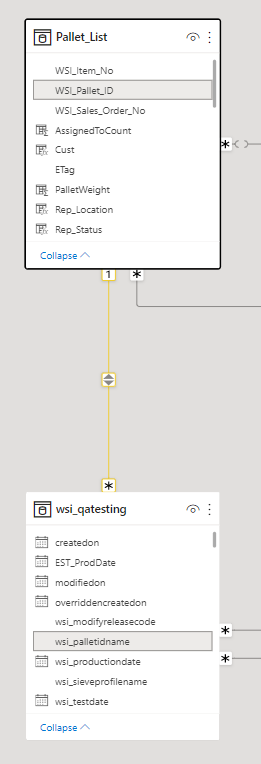 Pallet_List
WSI_Item_No
WSI_Pallet_ID
WSI_Sales_Order_No
AssignedToCount
Cust
ETag
PalletWeight
Rep_Location
Rep_Status
Collapse
1
*
*
*
wsi_qatesting
createdon
EST_ProdDate
modifiedon
overriddencreatedon
wsi_modifyreleasecode
wsi_palletidname
wsi_productiondate
wsi_sieveprofilename
wsi_testdate
Collapse
*
*